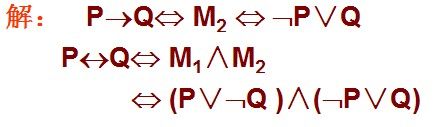 解： P→Q⇔ M₂ ⇔ ¬P∨Q
P↔Q⇔ M₁∧M₂
⇔ (P∨¬Q )∧(¬P∨Q)